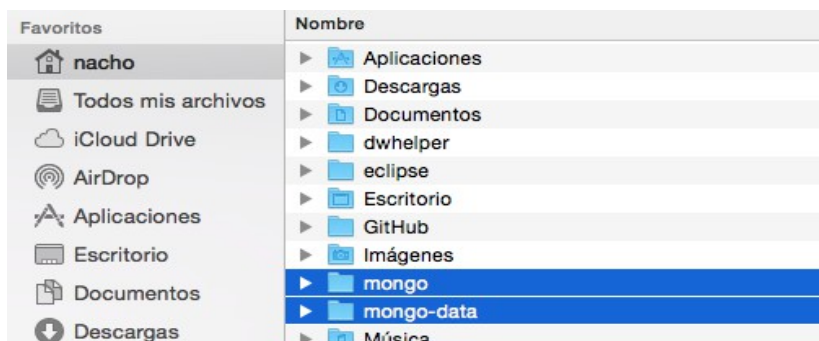 Favoritos
nacho
Todos mis archivos
iCloud Drive
AirDrop
Aplicaciones
Escritorio
Documentos
Descargas
Nombre
Aplicaciones
Descargas
Documentos
dwhelper
eclipse
Escritorio
GitHub
Imágenes
mongo
mongo-data
Música